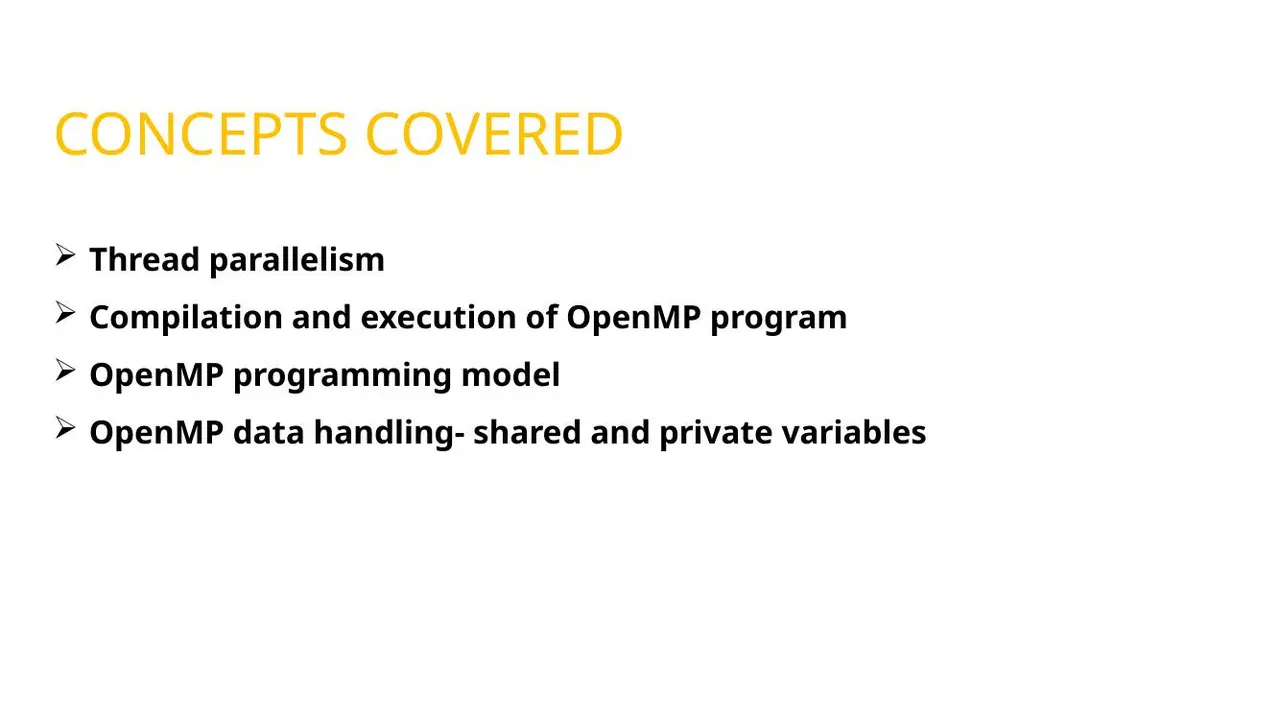 CONCEPTS COVERED
➢ Thread parallelism
➢ Compilation and execution of OpenMP program
➢ OpenMP programming model
➢ OpenMP data handling- shared and private variables